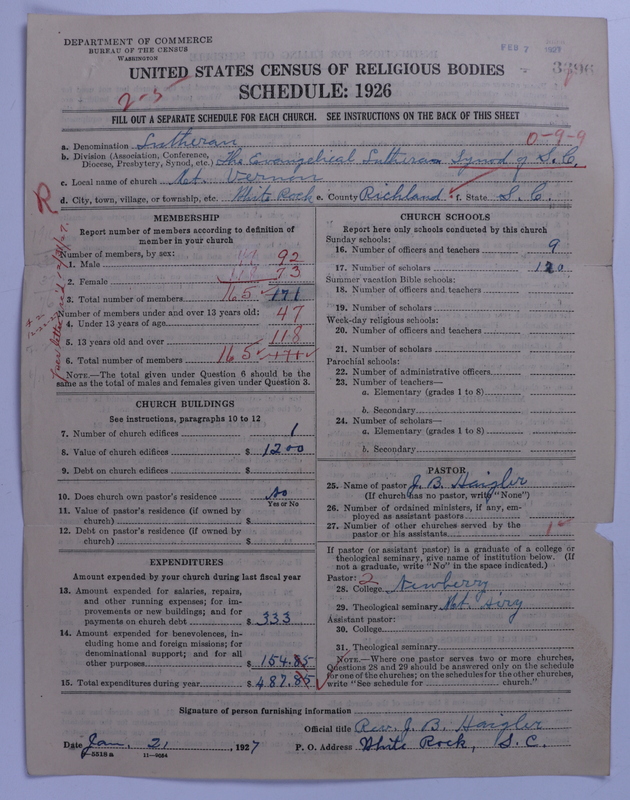 DEPARTMENT OF COMMERCE
BUREAU OF THE CENSUS
WASHINGTON
FEB 7 1927
3296
UNITED STATES CENSUS OF RELIGIOUS BODIES
SCHEDULE: 1926
2-5
FILL OUT A SEPARATE SCHEDULE FOR EACH CHURCH. SEE INSTRUCTIONS ON THE BACK OF THIS SHEET
0-9-9
a. Denomination Lutheran
b. Division (Association, Conference, Diocese, Presbytery, Synod, etc.) The Evangelical Lutheran Synod of S.C.
c. Local name of church Mt. Vernon
R
d. City, town, village, or township, etc. White Rock e. County Richland f. State S. C.
MEMBERSHIP
Report number of members according to definition of
member in your church
Number of members, by sex:
1. Male 92
2. Female 73
3. Total number of members 165 171
Number of members under and over 13 years old:
4. Under 13 years of age 47
5. 13 years old and over 118
6. Total number of members 165 171
NOTE.—The total given under Question 6 should be the
same as the total of males and females given under Question 3.
CHURCH BUILDINGS
See instructions, paragraphs 10 to 12
7. Number of church edifices 1
8. Value of church edifices $ 1200
9. Debt on church edifices $
10. Does church own pastor's residence No
Yes or No
11. Value of pastor's residence (if owned by
church) $
12. Debt on pastor's residence (if owned by
church) $
EXPENDITURES
Amount expended by your church during last fiscal year
13. Amount expended for salaries, repairs,
and other running expenses; for im-
provements or new buildings; and for
payments on church debt $ 333
14. Amount expended for benevolences, in-
cluding home and foreign missions; for
denominational support; and for all
other purposes $ 154.85
15. Total expenditures during year $ 487.85
CHURCH SCHOOLS
Report here only schools conducted by this church
Sunday schools:
16. Number of officers and teachers 9
17. Number of scholars 120
Summer vacation Bible schools:
18. Number of officers and teachers
19. Number of scholars
Week-day religious schools:
20. Number of officers and teachers
21. Number of scholars
Parochial schools:
22. Number of administrative officers
23. Number of teachers—
a. Elementary (grades 1 to 8)
b. Secondary
24. Number of scholars—
a. Elementary (grades 1 to 8)
b. Secondary
PASTOR
25. Name of pastor J. B. Haigler
(If church has no pastor, write "None")
26. Number of ordained ministers, if any, em-
ployed as assistant pastors
27. Number of other churches served by the
pastor or his assistants 1
If pastor (or assistant pastor) is a graduate of a college or
theological seminary, give name of institution below. (If
not a graduate, write "No" in the space indicated.)
Pastor: 2
28. College Newberry
29. Theological seminary Mt. Airy
Assistant pastor:
30. College
31. Theological seminary
NOTE.—Where one pastor serves two or more churches,
Questions 28 and 29 should be answered only on the schedule
for one of the churches; on the schedules for the other churches,
write "See schedule for church."
Signature of person furnishing information
Official title Rev. J. B. Haigler
Date Jan. 21, 1927 P. O. Address White Rock, S. C.
5318 a 11—9084